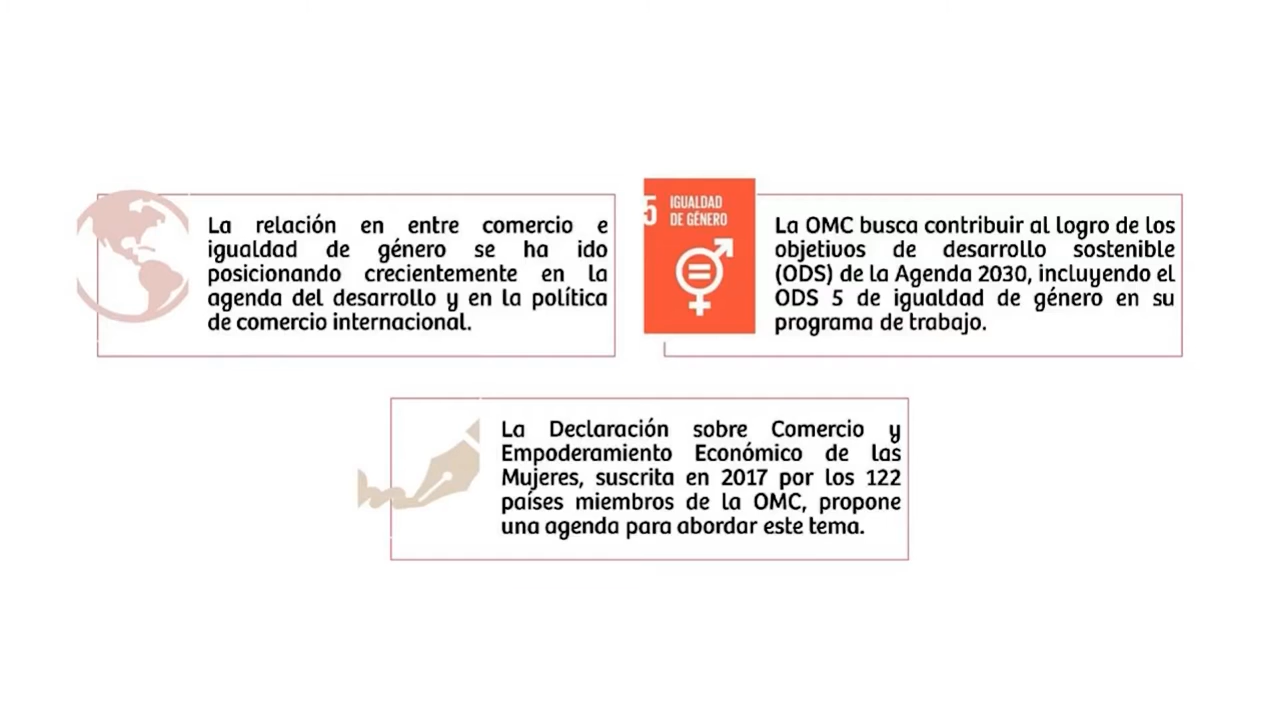 La relación en entre comercio e
igualdad de género se ha ido
posicionando crecientemente en la
agenda del desarrollo y en la política
de comercio internacional.
5 IGUALDAD
DE GÉNERO
La OMC busca contribuir al logro de los
objetivos de desarrollo sostenible
(ODS) de la Agenda 2030, incluyendo el
ODS 5 de igualdad de género en su
programa de trabajo.
La Declaración sobre Comercio y
Empoderamiento Económico de las
Mujeres, suscrita en 2017 por los 122
países miembros de la OMC, propone
una agenda para abordar este tema.